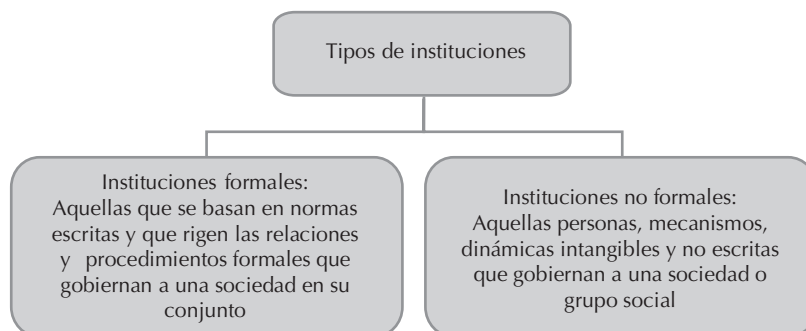 Tipos de instituciones
Instituciones formales:
Aquellas que se basan en normas
escritas y que rigen las relaciones
y procedimientos formales que
gobiernan a una sociedad en su
conjunto
Instituciones no formales:
Aquellas personas, mecanismos,
dinámicas intangibles y no escritas
que gobiernan a una sociedad o
grupo social